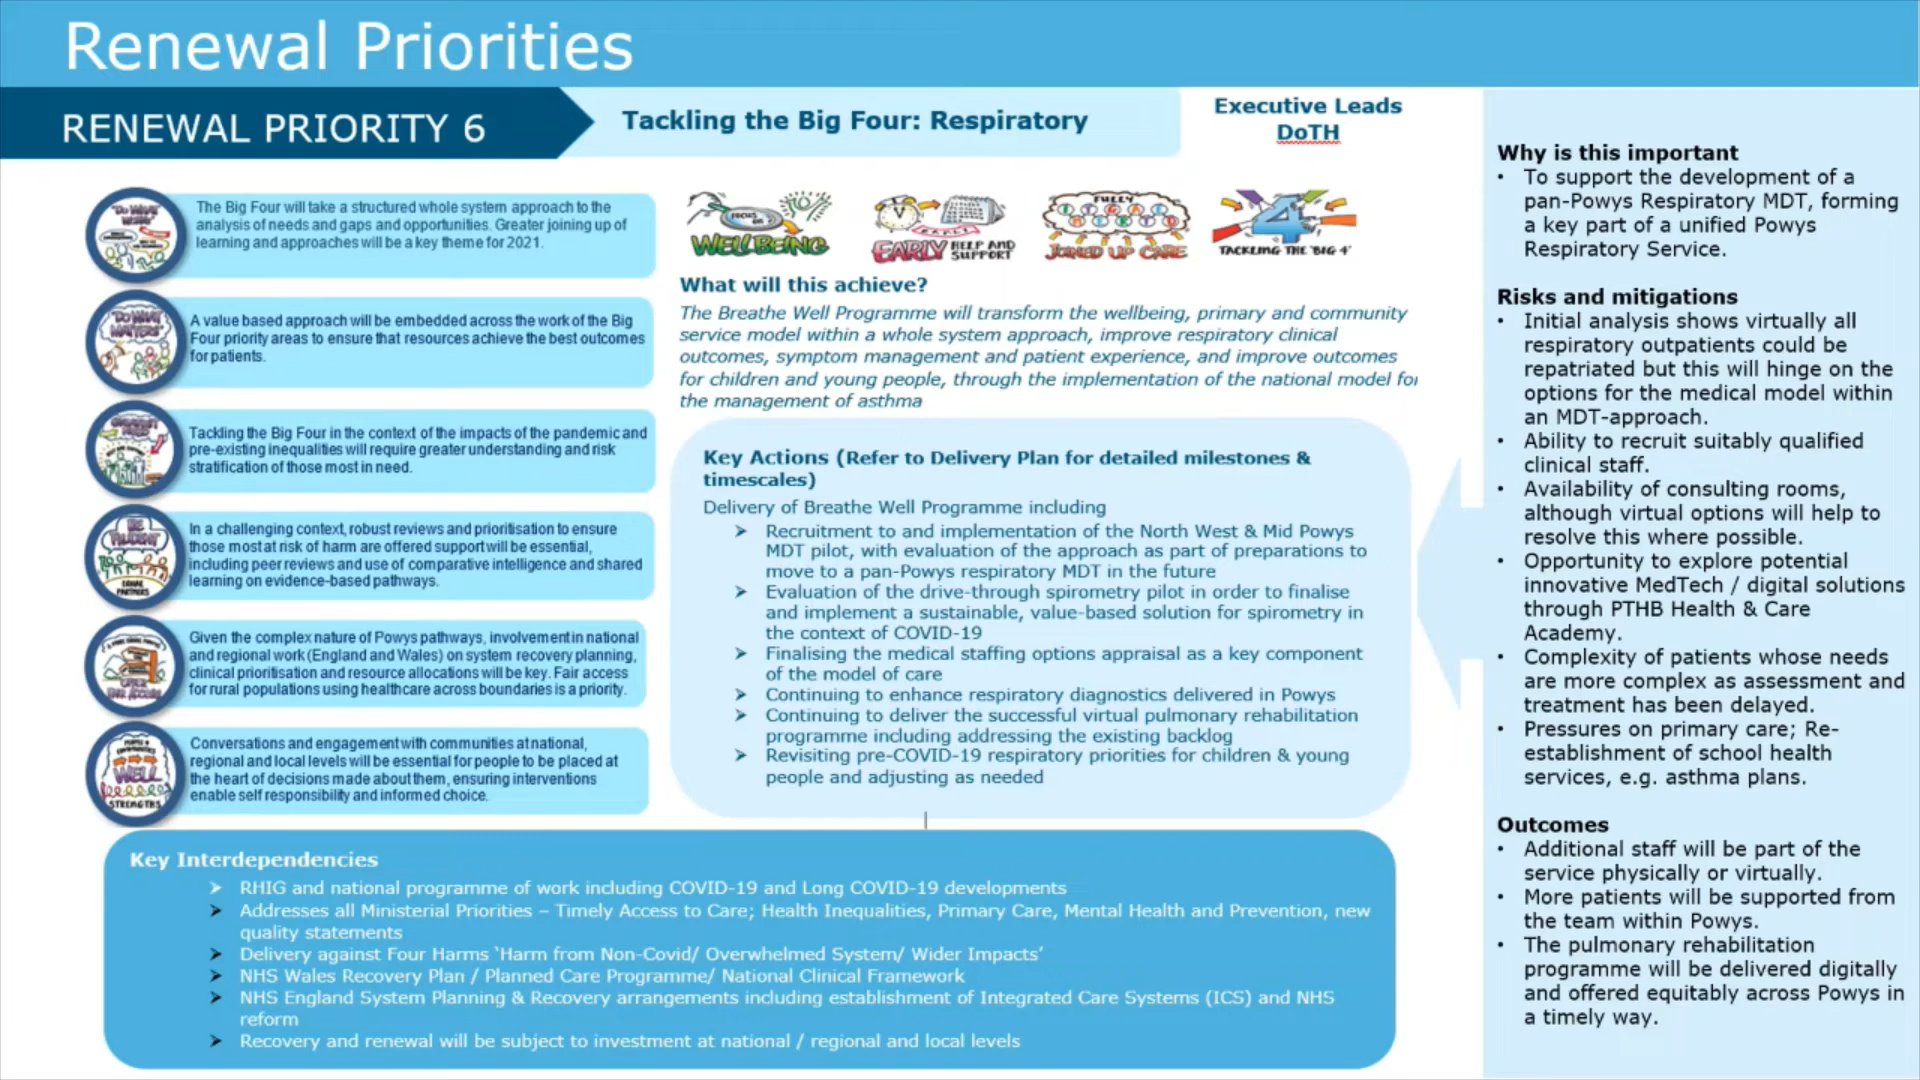 Renewal Priorities
RENEWAL PRIORITY 6
Tackling the Big Four: Respiratory
Executive Leads
DoTH
The Big Four will take a structured whole system approach to the
analysis of needs and gaps and opportunities. Greater joining up of
learning and approaches will be a key theme for 2021.
A value based approach will be embedded across the work of the Big
Four priority areas to ensure that resources achieve the best outcomes
for patients.
Tackling the Big Four in the context of the impacts of the pandemic and
pre-existing inequalities will require greater understanding and risk
stratification of those most in need.
In a challenging context, robust reviews and prioritisation to ensure
those most at risk of harm are offered support will be essential,
including peer reviews and use of comparative intelligence and shared
learning on evidence-based pathways.
Given the complex nature of Powys pathways, involvement in national
and regional work (England and Wales) on system recovery planning,
clinical prioritisation and resource allocations will be key. Fair access
for rural populations using healthcare across boundaries is a priority.
Conversations and engagement with communities at national,
regional and local levels will be essential for people to be placed at
the heart of decisions made about them, ensuring interventions
enable self responsibility and informed choice.
"DO WHAT
MATTERS"
BE
PRUDENT
EQUAL
PARTNERS
WELL
STRENGTHS
FOCUS ON
WELLBEING
EARLY HELP AND
SUPPORT
FULLY
JOINED UP CARE
4
TACKLING THE 'BIG 4'
What will this achieve?
The Breathe Well Programme will transform the wellbeing, primary and community
service model within a whole system approach, improve respiratory clinical
outcomes, symptom management and patient experience, and improve outcomes
for children and young people, through the implementation of the national model for
the management of asthma
Key Actions (Refer to Delivery Plan for detailed milestones &
timescales)
Delivery of Breathe Well Programme including
➢ Recruitment to and implementation of the North West & Mid Powys
MDT pilot, with evaluation of the approach as part of preparations to
move to a pan-Powys respiratory MDT in the future
➢ Evaluation of the drive-through spirometry pilot in order to finalise
and implement a sustainable, value-based solution for spirometry in
the context of COVID-19
➢ Finalising the medical staffing options appraisal as a key component
of the model of care
➢ Continuing to enhance respiratory diagnostics delivered in Powys
➢ Continuing to deliver the successful virtual pulmonary rehabilitation
programme including addressing the existing backlog
➢ Revisiting pre-COVID-19 respiratory priorities for children & young
people and adjusting as needed
Key Interdependencies
➢ RHIG and national programme of work including COVID-19 and Long COVID-19 developments
➢ Addresses all Ministerial Priorities – Timely Access to Care; Health Inequalities, Primary Care, Mental Health and Prevention, new
quality statements
➢ Delivery against Four Harms ‘Harm from Non-Covid/ Overwhelmed System/ Wider Impacts’
➢ NHS Wales Recovery Plan / Planned Care Programme/ National Clinical Framework
➢ NHS England System Planning & Recovery arrangements including establishment of Integrated Care Systems (ICS) and NHS
reform
➢ Recovery and renewal will be subject to investment at national / regional and local levels
Why is this important
• To support the development of a
pan-Powys Respiratory MDT, forming
a key part of a unified Powys
Respiratory Service.
Risks and mitigations
• Initial analysis shows virtually all
respiratory outpatients could be
repatriated but this will hinge on the
options for the medical model within
an MDT-approach.
• Ability to recruit suitably qualified
clinical staff.
• Availability of consulting rooms,
although virtual options will help to
resolve this where possible.
• Opportunity to explore potential
innovative MedTech / digital solutions
through PTHB Health & Care
Academy.
• Complexity of patients whose needs
are more complex as assessment and
treatment has been delayed.
• Pressures on primary care; Re-
establishment of school health
services, e.g. asthma plans.
Outcomes
• Additional staff will be part of the
service physically or virtually.
• More patients will be supported from
the team within Powys.
• The pulmonary rehabilitation
programme will be delivered digitally
and offered equitably across Powys in
a timely way.